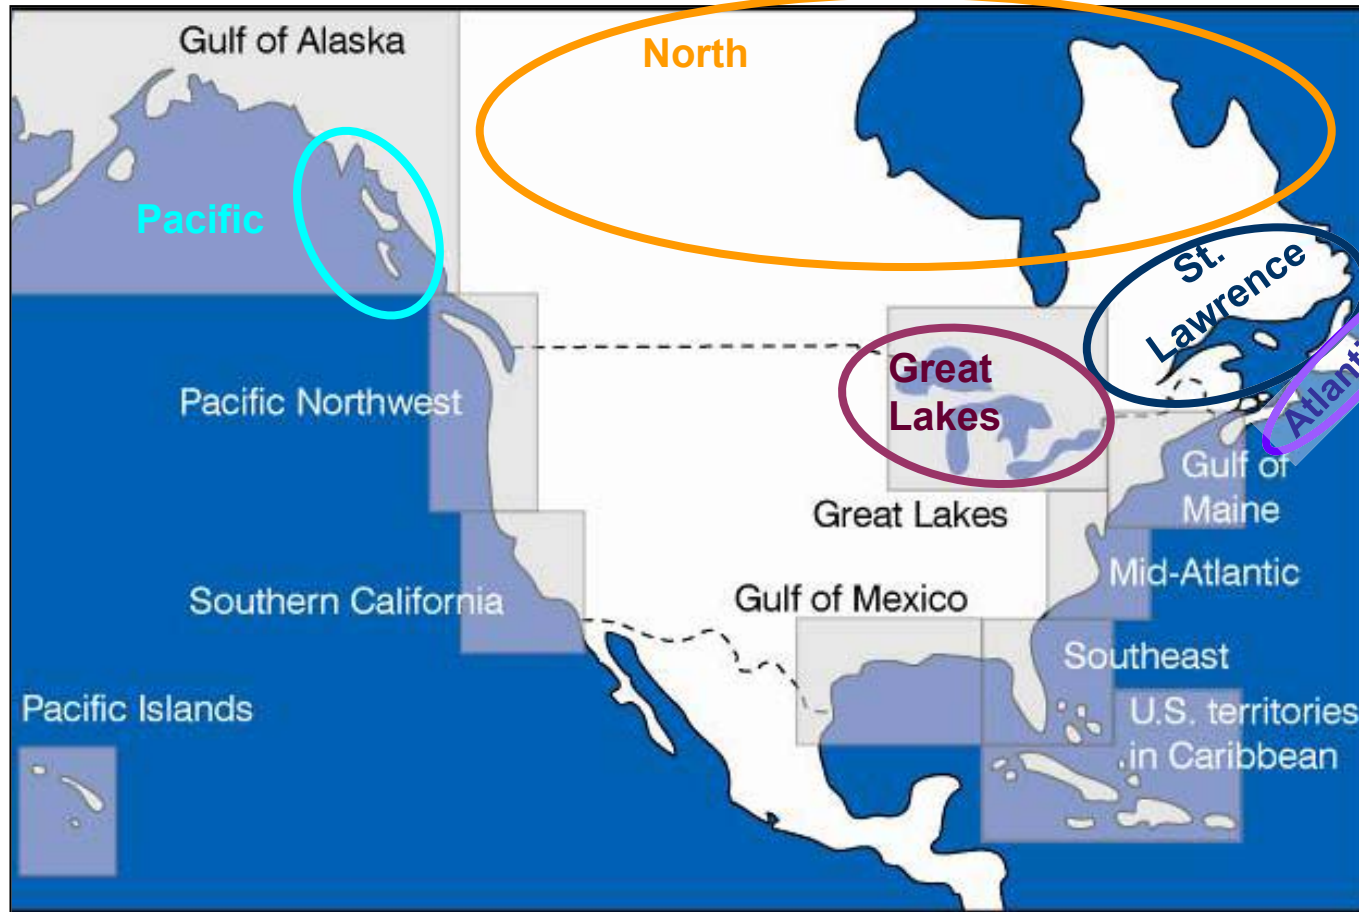 Gulf of Alaska
North
Pacific
St.
Lawrence
Great
Lakes
Pacific Northwest
Gulf of
Maine
Great Lakes
Mid-Atlantic
Southern California
Gulf of Mexico
Southeast
Pacific Islands
U.S. territories
in Caribbean